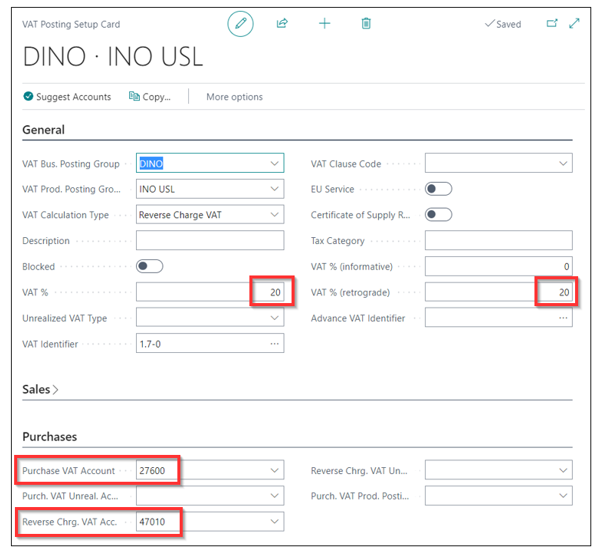 VAT Posting Setup Card
Saved
DINO · INO USL
Suggest Accounts Copy... More options
General
VAT Bus. Posting Group DINO VAT Clause Code
VAT Prod. Posting Gro... INO USL EU Service
VAT Calculation Type Reverse Charge VAT Certificate of Supply R...
Description Tax Category
Blocked VAT % (informative) 0
VAT % 20 VAT % (retrograde) 20
Unrealized VAT Type Advance VAT Identifier
VAT Identifier 1.7-0
Sales
Purchases
Purchase VAT Account 27600 Reverse Chrg. VAT Un...
Purch. VAT Unreal. Ac... Purch. VAT Prod. Posti...
Reverse Chrg. VAT Acc. 47010